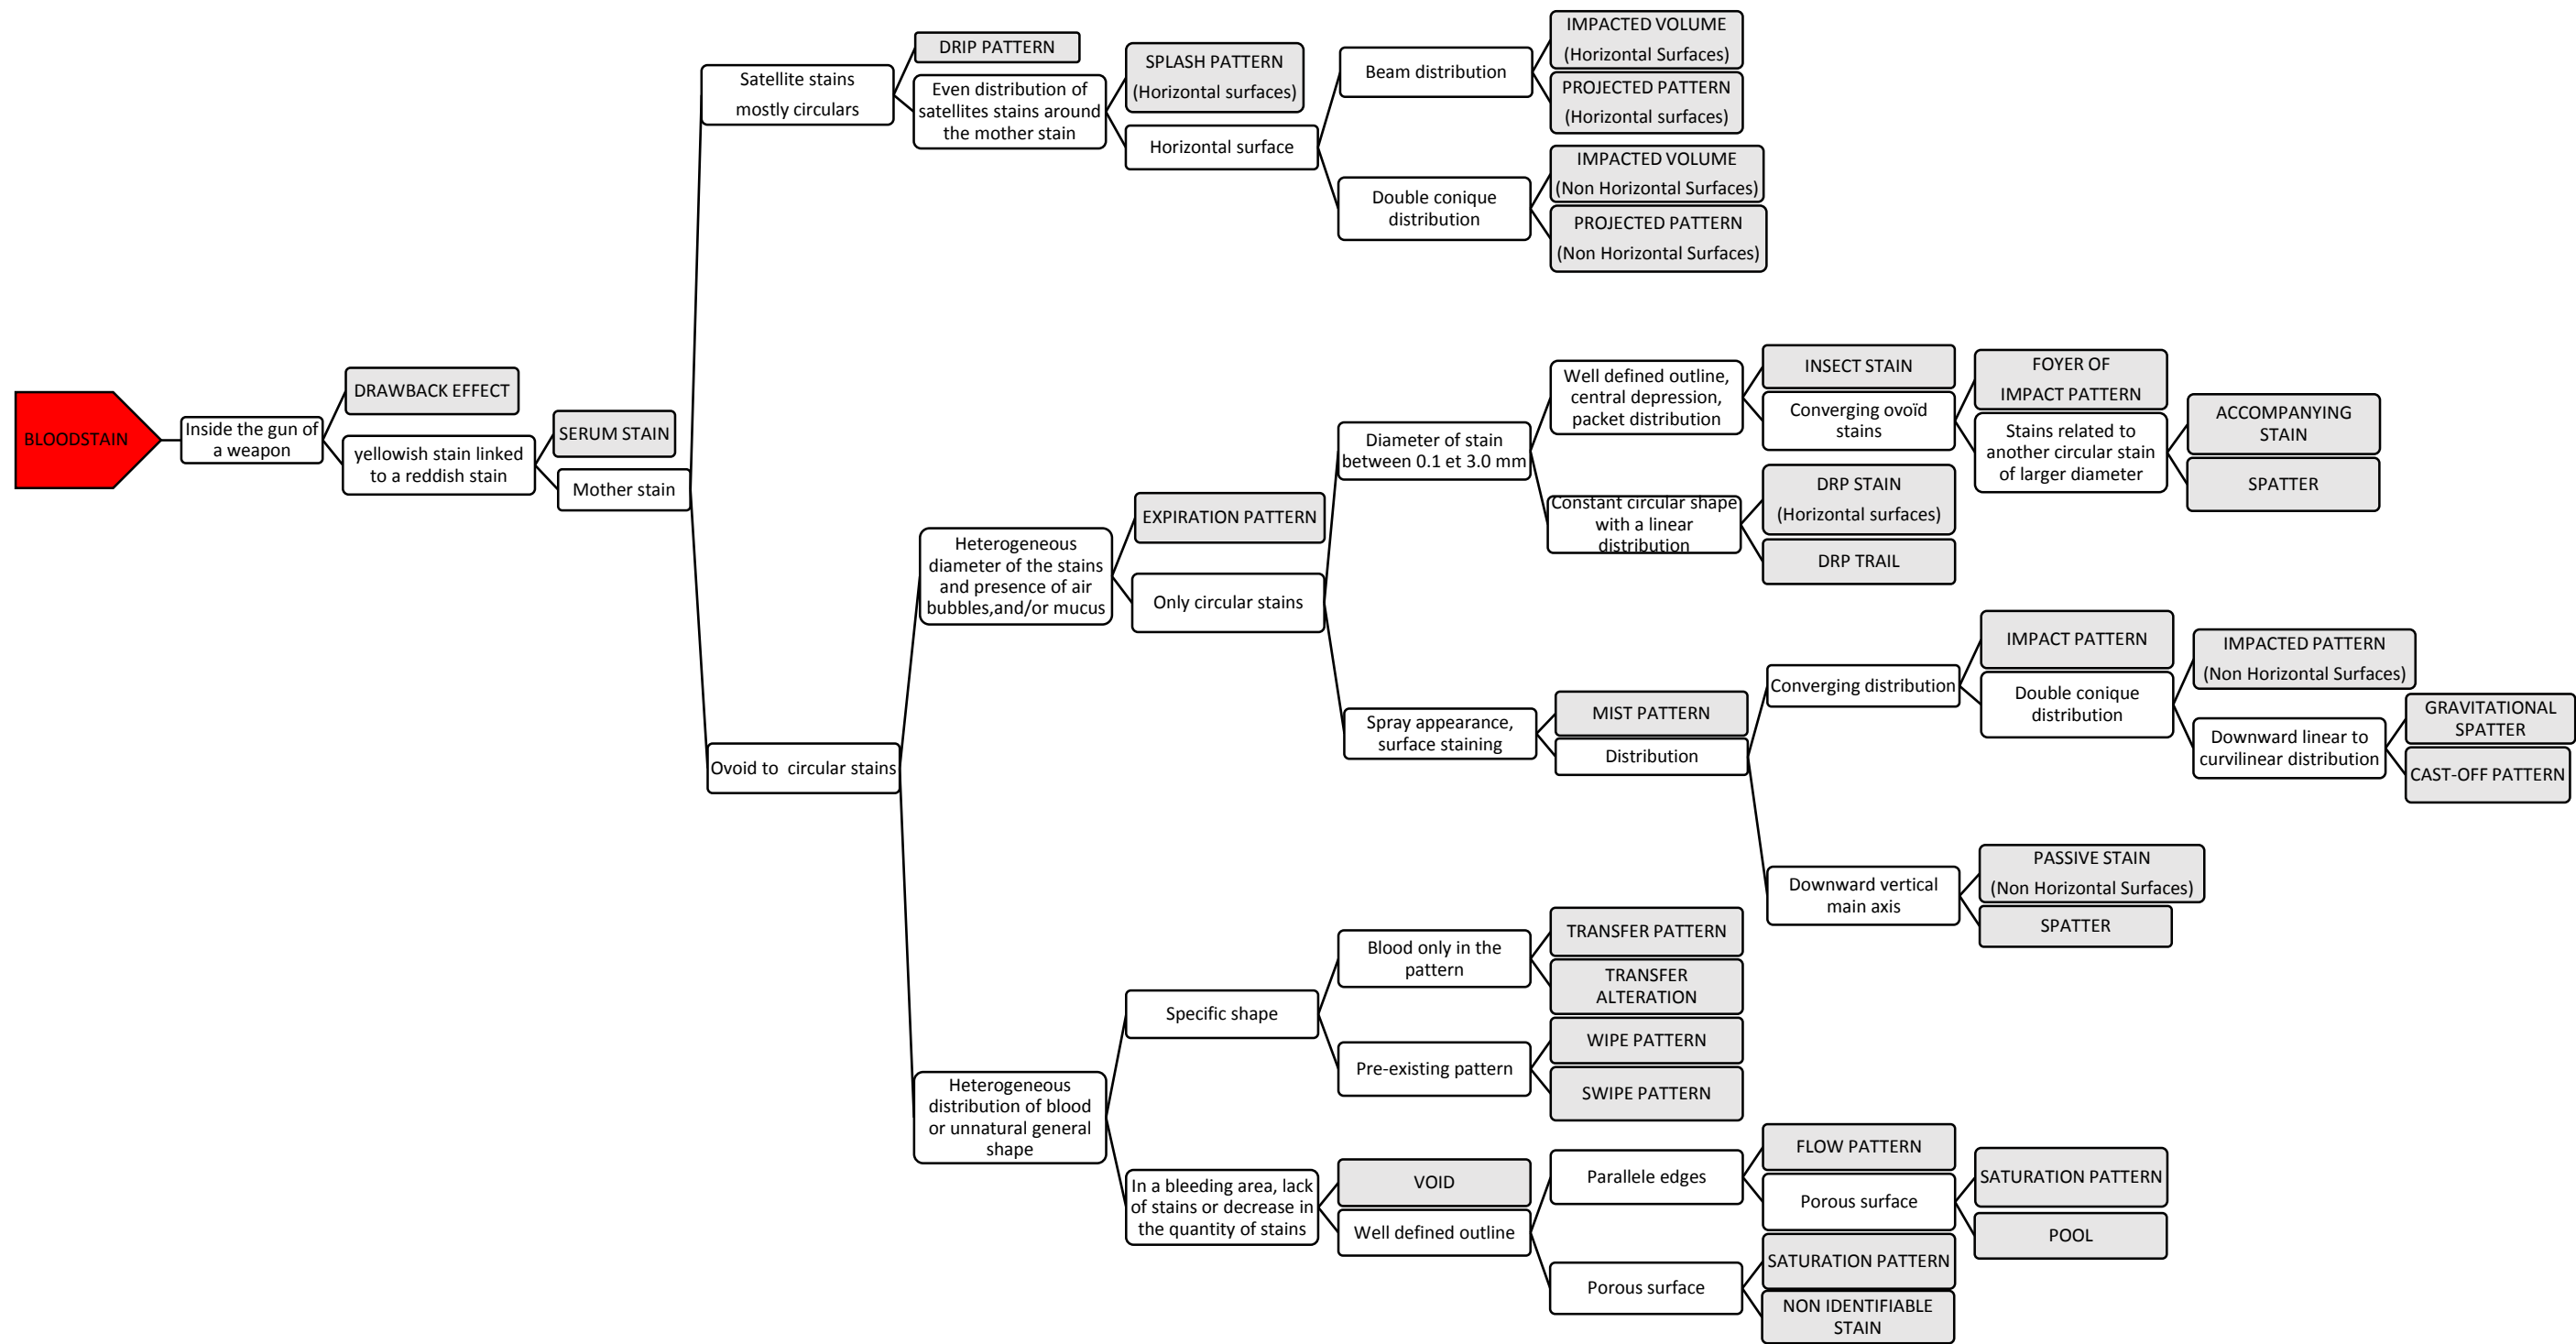 BLOODSTAIN
Inside the gun of
a weapon
DRAWBACK EFFECT
yellowish stain linked
to a reddish stain
SERUM STAIN
Mother stain
Satellite stains
mostly circulars
DRIP PATTERN
Even distribution of
satellites stains around
the mother stain
SPLASH PATTERN
(Horizontal surfaces)
Horizontal surface
Beam distribution
IMPACTED VOLUME
(Horizontal Surfaces)
PROJECTED PATTERN
(Horizontal surfaces)
Double conique
distribution
IMPACTED VOLUME
(Non Horizontal Surfaces)
PROJECTED PATTERN
(Non Horizontal Surfaces)
Ovoid to  circular stains
Heterogeneous
diameter of the stains
and presence of air
bubbles,and/or mucus
EXPIRATION PATTERN
Only circular stains
Diameter of stain
between 0.1 et 3.0 mm
Well defined outline,
central depression,
packet distribution
INSECT STAIN
Converging ovoïd
stains
FOYER OF
IMPACT PATTERN
Stains related to
another circular stain
of larger diameter
ACCOMPANYING
STAIN
SPATTER
Constant circular shape
with a linear
distribution
DRP STAIN
(Horizontal surfaces)
DRP TRAIL
Spray appearance,
surface staining
MIST PATTERN
Distribution
Converging distribution
IMPACT PATTERN
Double conique
distribution
IMPACTED PATTERN
(Non Horizontal Surfaces)
Downward linear to
curvilinear distribution
GRAVITATIONAL
SPATTER
CAST-OFF PATTERN
Downward vertical
main axis
PASSIVE STAIN
(Non Horizontal Surfaces)
SPATTER
Heterogeneous
distribution of blood
or unnatural general
shape
Specific shape
Blood only in the
pattern
TRANSFER PATTERN
TRANSFER
ALTERATION
Pre-existing pattern
WIPE PATTERN
SWIPE PATTERN
In a bleeding area, lack
of stains or decrease in
the quantity of stains
VOID
Well defined outline
Parallele edges
FLOW PATTERN
Porous surface
SATURATION PATTERN
POOL
Porous surface
SATURATION PATTERN
NON IDENTIFIABLE
STAIN